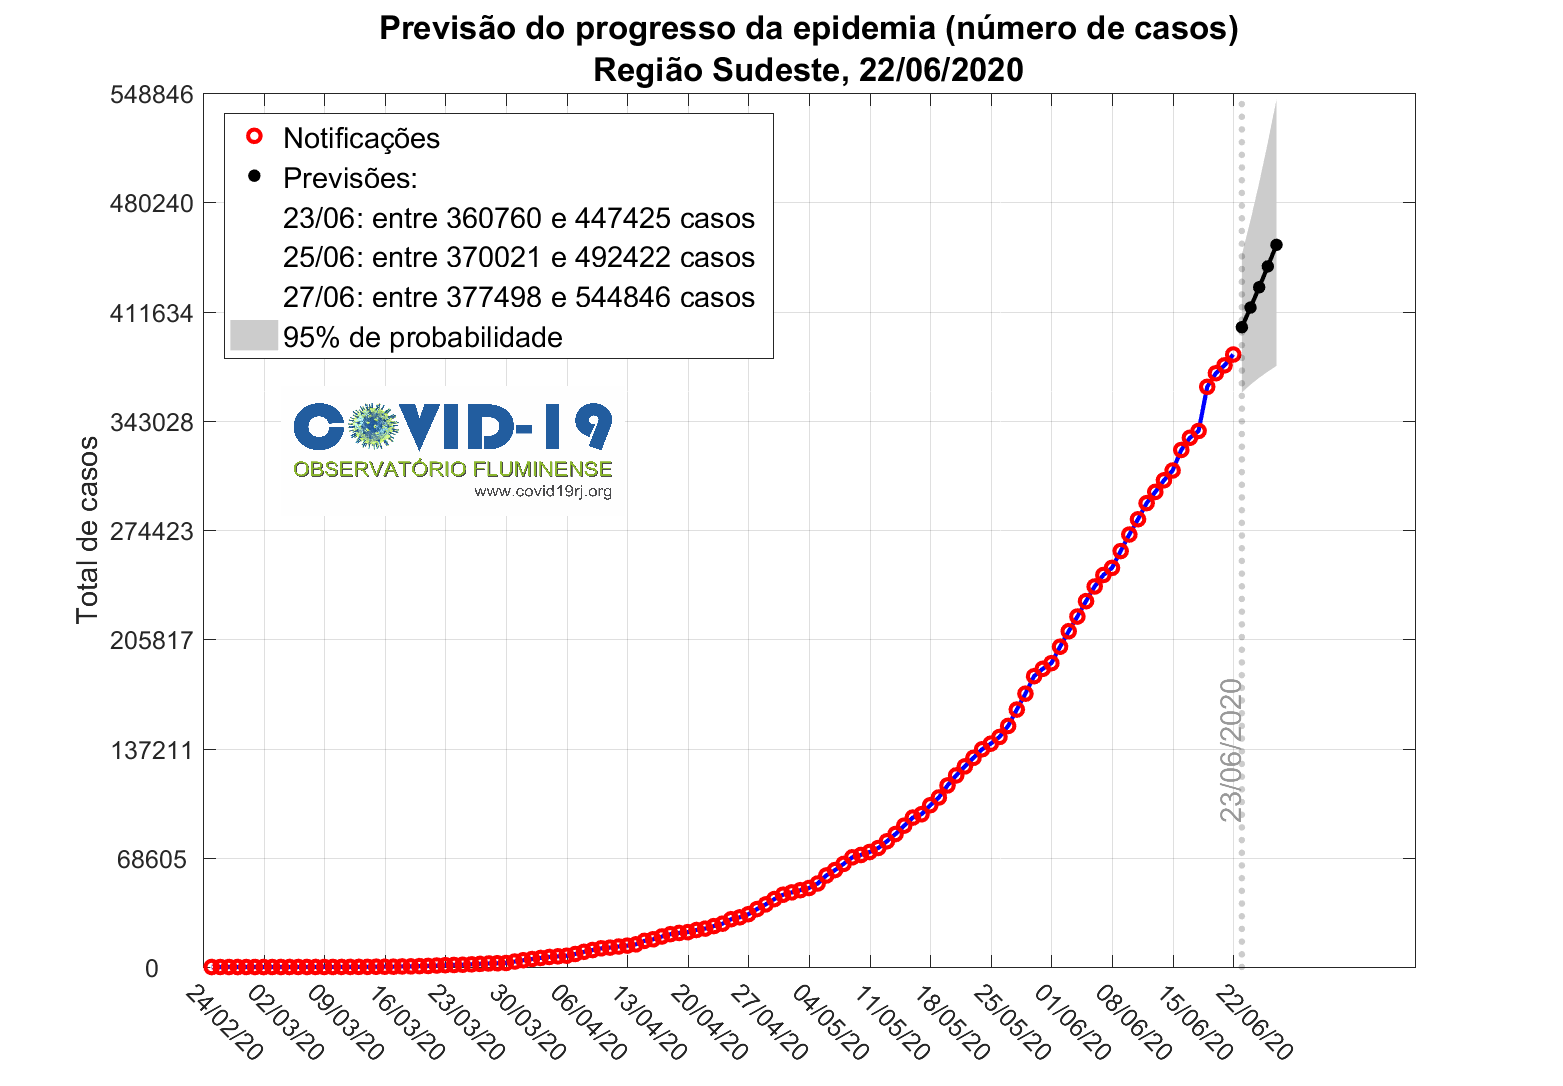 Previsão do progresso da epidemia (número de casos)
Região Sudeste, 22/06/2020
548846
480240
411634
343028
274423
205817
137211
68605
0
Total de casos
Notificações
Previsões:
23/06: entre 360760 e 447425 casos
25/06: entre 370021 e 492422 casos
27/06: entre 377498 e 544846 casos
95% de probabilidade
COVID-19
OBSERVATÓRIO FLUMINENSE
www.covid19rj.org
23/06/2020
24/02/20
02/03/20
09/03/20
16/03/20
23/03/20
30/03/20
06/04/20
13/04/20
20/04/20
27/04/20
04/05/20
11/05/20
18/05/20
25/05/20
01/06/20
08/06/20
15/06/20
22/06/20